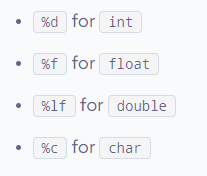 • %d for int
• %f for float
• %lf for double
• %c for char